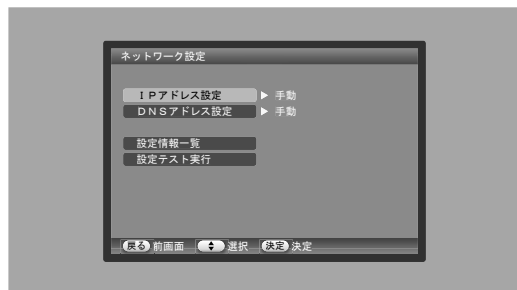 ネットワーク設定
ＩＰアドレス設定 ▶ 手動
ＤＮＳアドレス設定 ▶ 手動
設定情報一覧
設定テスト実行
戻る 前画面 選択 決定 決定